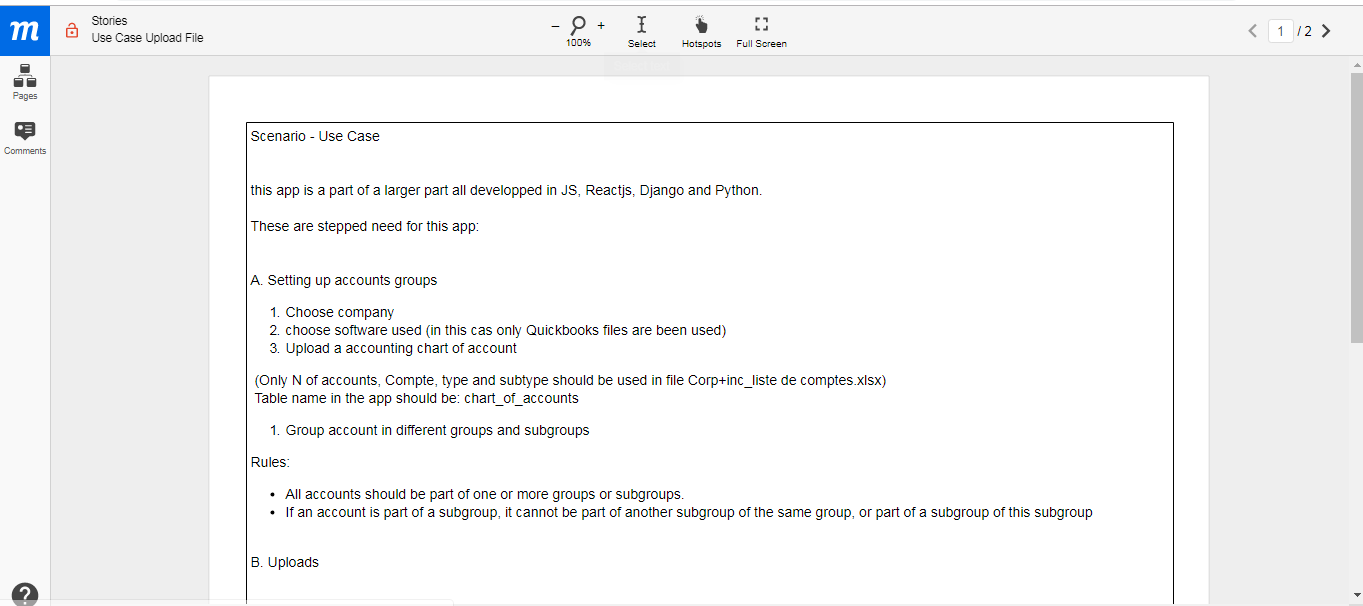 m
Stories
Use Case Upload File
− 100% +
Select
Hotspots
Full Screen
1 / 2
Pages
Comments
Scenario - Use Case
this app is a part of a larger part all developped in JS, Reactjs, Django and Python.
These are stepped need for this app:
A. Setting up accounts groups
1. Choose company
2. choose software used (in this cas only Quickbooks files are been used)
3. Upload a accounting chart of account
(Only N of accounts, Compte, type and subtype should be used in file Corp+inc_liste de comptes.xlsx)
Table name in the app should be: chart_of_accounts
1. Group account in different groups and subgroups
Rules:
• All accounts should be part of one or more groups or subgroups.
• If an account is part of a subgroup, it cannot be part of another subgroup of the same group, or part of a subgroup of this subgroup
B. Uploads
?